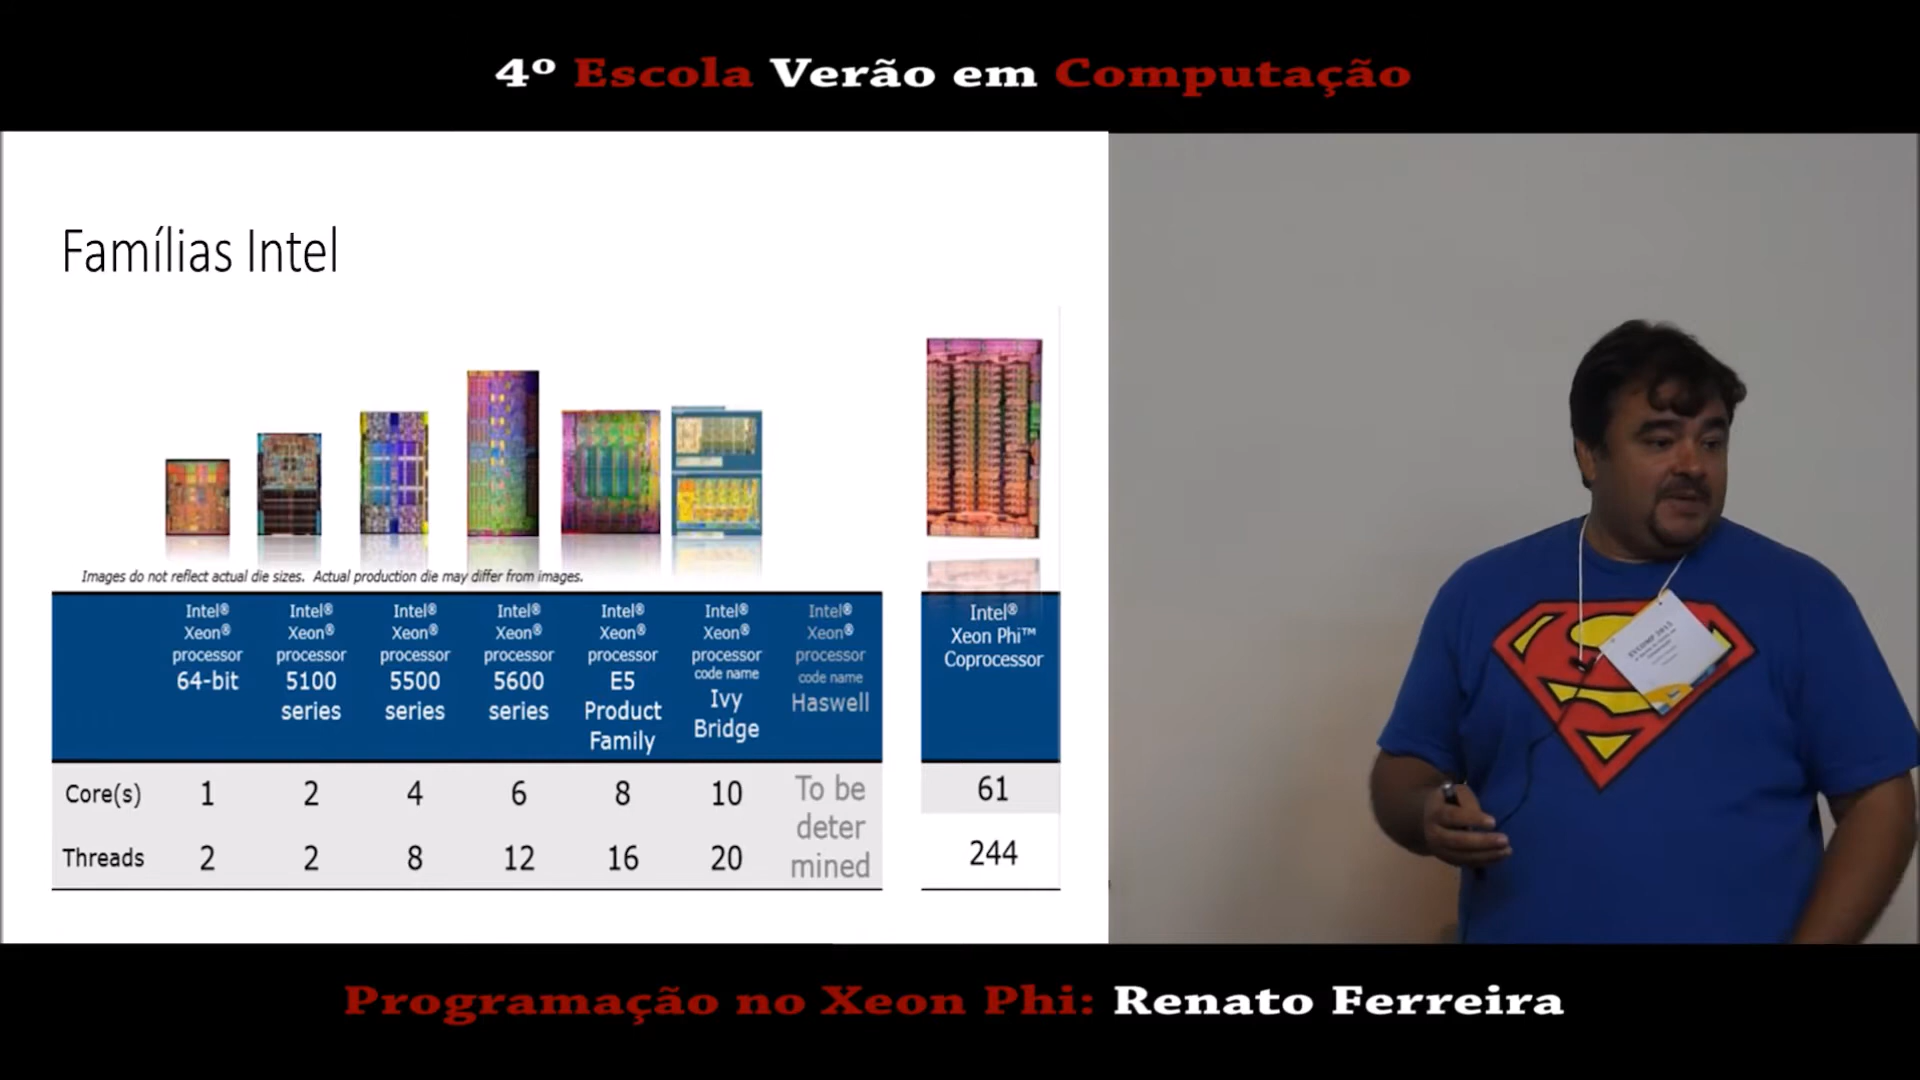 4º Escola Verão em Computação
Famílias Intel
Images do not reflect actual die sizes. Actual production die may differ from images.
Intel® Xeon® processor 64-bit
Intel® Xeon® processor 5100 series
Intel® Xeon® processor 5500 series
Intel® Xeon® processor 5600 series
Intel® Xeon® processor E5 Product Family
Intel® Xeon® processor code name Ivy Bridge
Intel® Xeon® processor code name Haswell
Intel® Xeon Phi™ Coprocessor
Core(s) 1 2 4 6 8 10 To be deter mined 61
Threads 2 2 8 12 16 20 244
Programação no Xeon Phi: Renato Ferreira